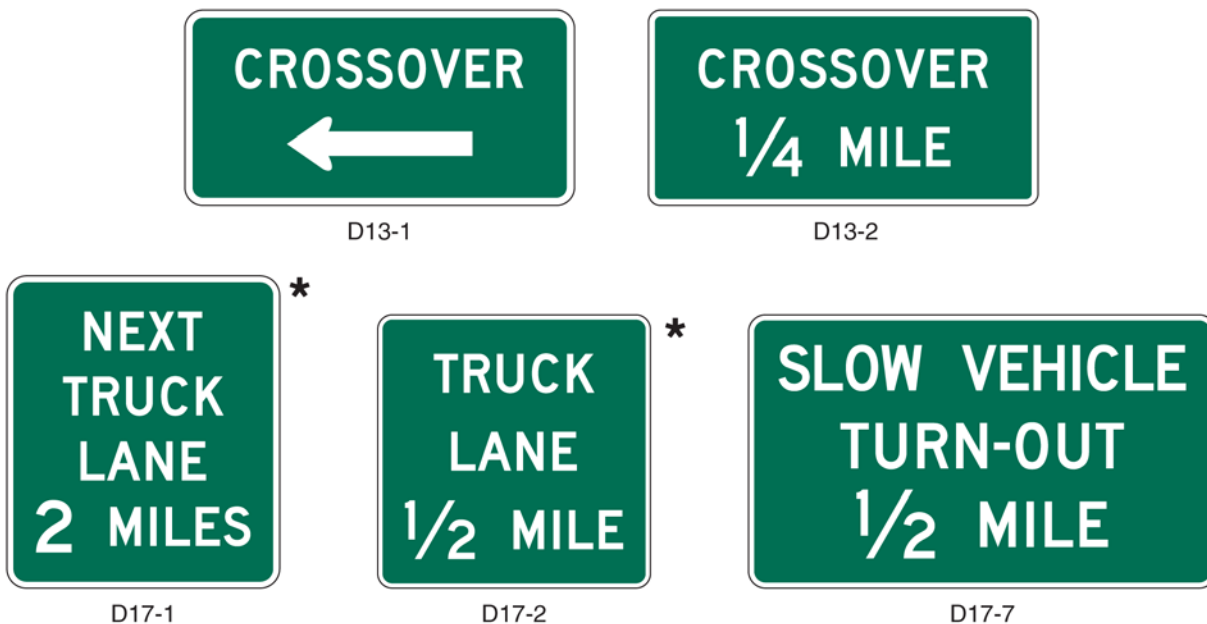 CROSSOVER
D13-1
CROSSOVER
1/4 MILE
D13-2
NEXT
TRUCK
LANE
2 MILES
*
D17-1
TRUCK
LANE
1/2 MILE
*
D17-2
SLOW VEHICLE
TURN-OUT
1/2 MILE
D17-7